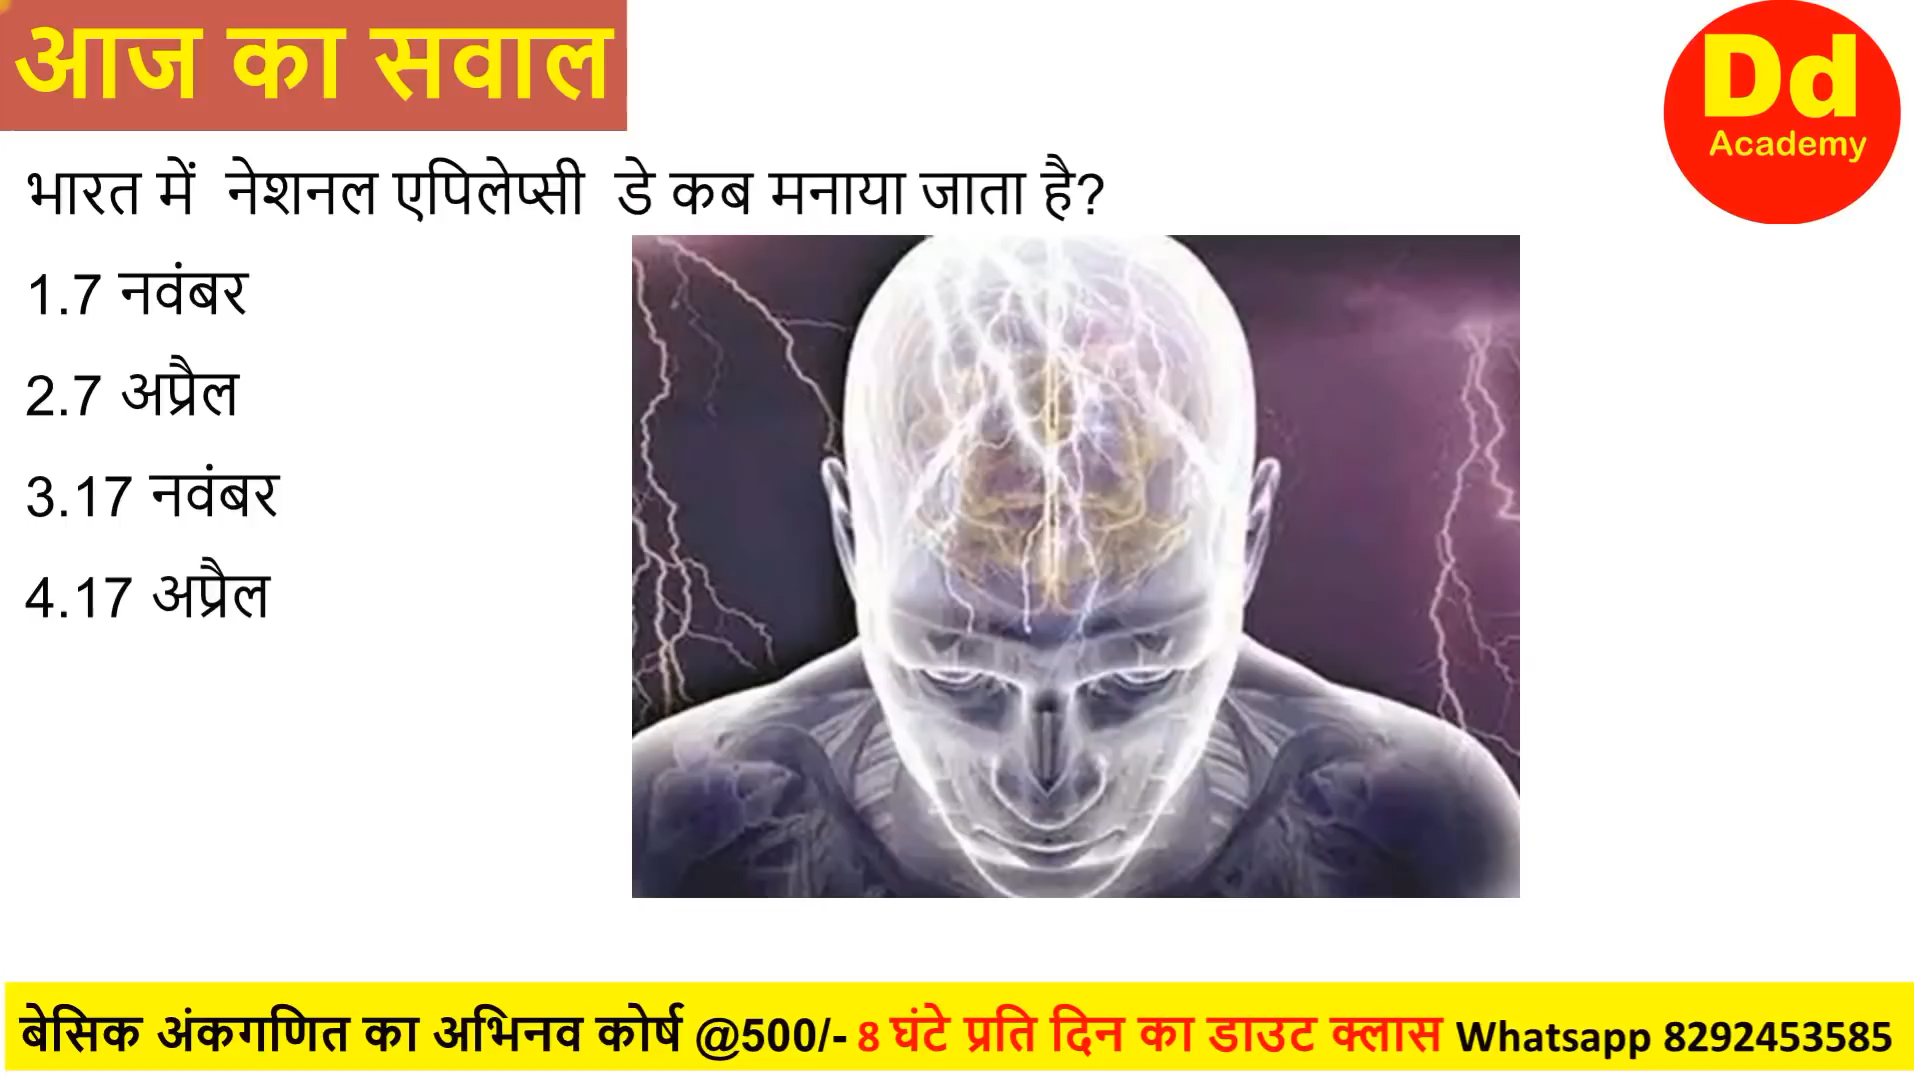 आज का सवाल
Dd
Academy
भारत में नेशनल एपिलेप्सी डे कब मनाया जाता है?
1.7 नवंबर
2.7 अप्रैल
3.17 नवंबर
4.17 अप्रैल
बेसिक अंकगणित का अभिनव कोर्ष @500/- 8 घंटे प्रति दिन का डाउट क्लास Whatsapp 8292453585